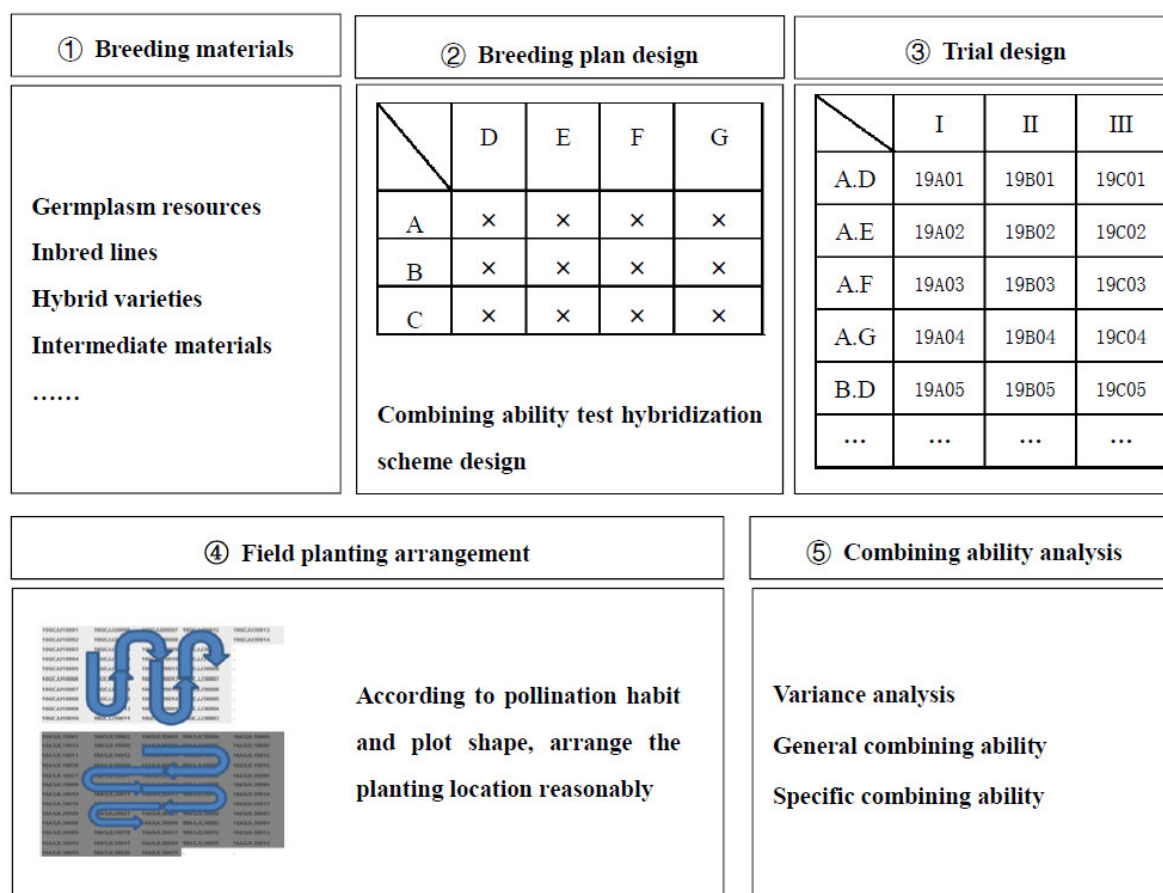 ① Breeding materials
Germplasm resources
Inbred lines
Hybrid varieties
Intermediate materials
……
② Breeding plan design
D E F G
A × × × ×
B × × × ×
C × × × ×
Combining ability test hybridization
scheme design
③ Trial design
I II III
A.D 19A01 19B01 19C01
A.E 19A02 19B02 19C02
A.F 19A03 19B03 19C03
A.G 19A04 19B04 19C04
B.D 19A05 19B05 19C05
… … … …
④ Field planting arrangement
According to pollination habit
and plot shape, arrange the
planting location reasonably
⑤ Combining ability analysis
Variance analysis
General combining ability
Specific combining ability